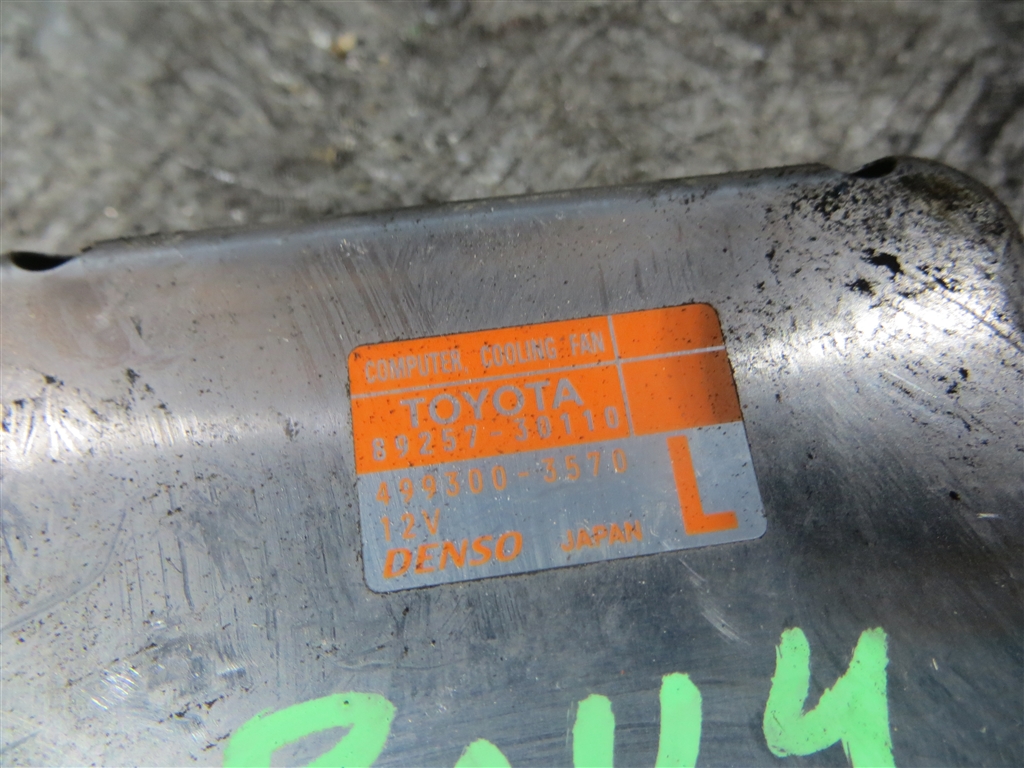 COMPUTER, COOLING FAN
TOYOTA
89257-30110
499300-3570
12V
L
DENSO JAPAN